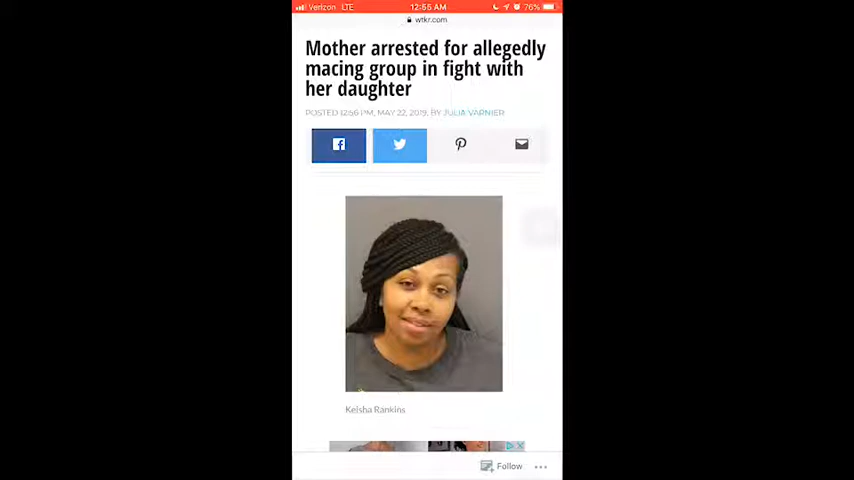 Verizon LTE 12:55 AM 76%
wtkr.com
Mother arrested for allegedly
macing group in fight with
her daughter
POSTED 12:56 PM, MAY 22, 2019, BY JULIA VARNIER
Keisha Rankins
Follow